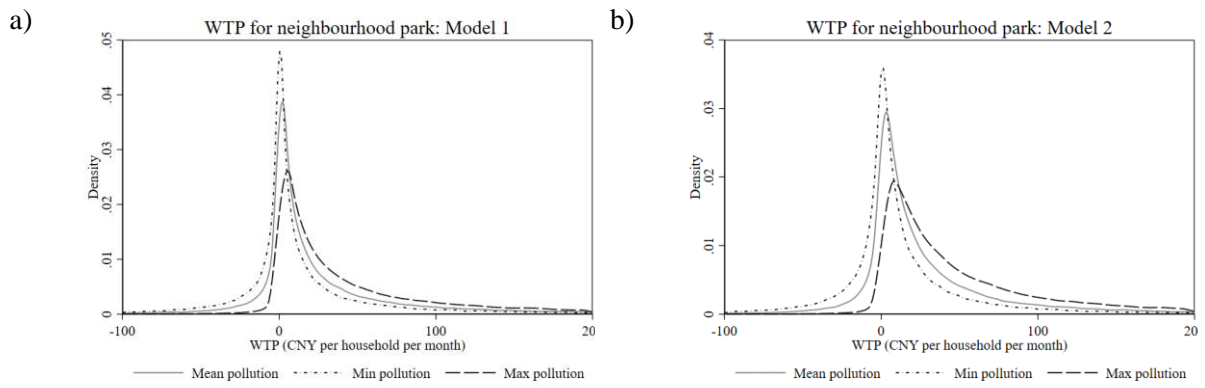 a)
WTP for neighbourhood park: Model 1
.05
.04
.03
.02
.01
0
Density
-100
0
100
20
WTP (CNY per household per month)
Mean pollution
Min pollution
Max pollution
b)
WTP for neighbourhood park: Model 2
.04
.03
.02
.01
0
Density
-100
0
100
20
WTP (CNY per household per month)
Mean pollution
Min pollution
Max pollution